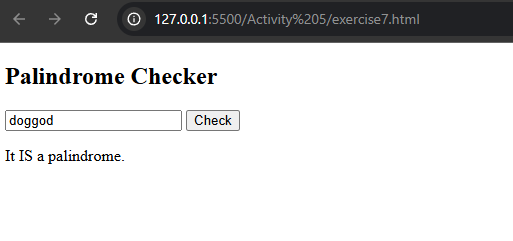 127.0.0.1:5500/Activity%205/exercise7.html
Palindrome Checker
doggod Check
It IS a palindrome.